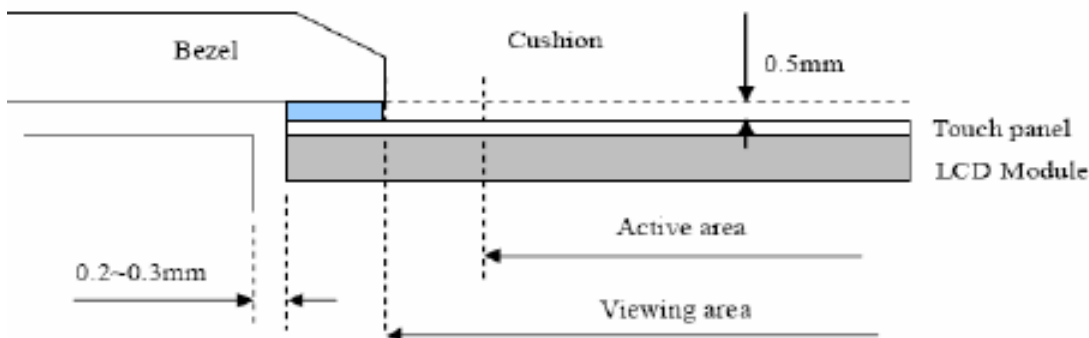 Cushion
Bezel
0.5mm
Touch panel
LCD Module
Active area
0.2~0.3mm
Viewing area